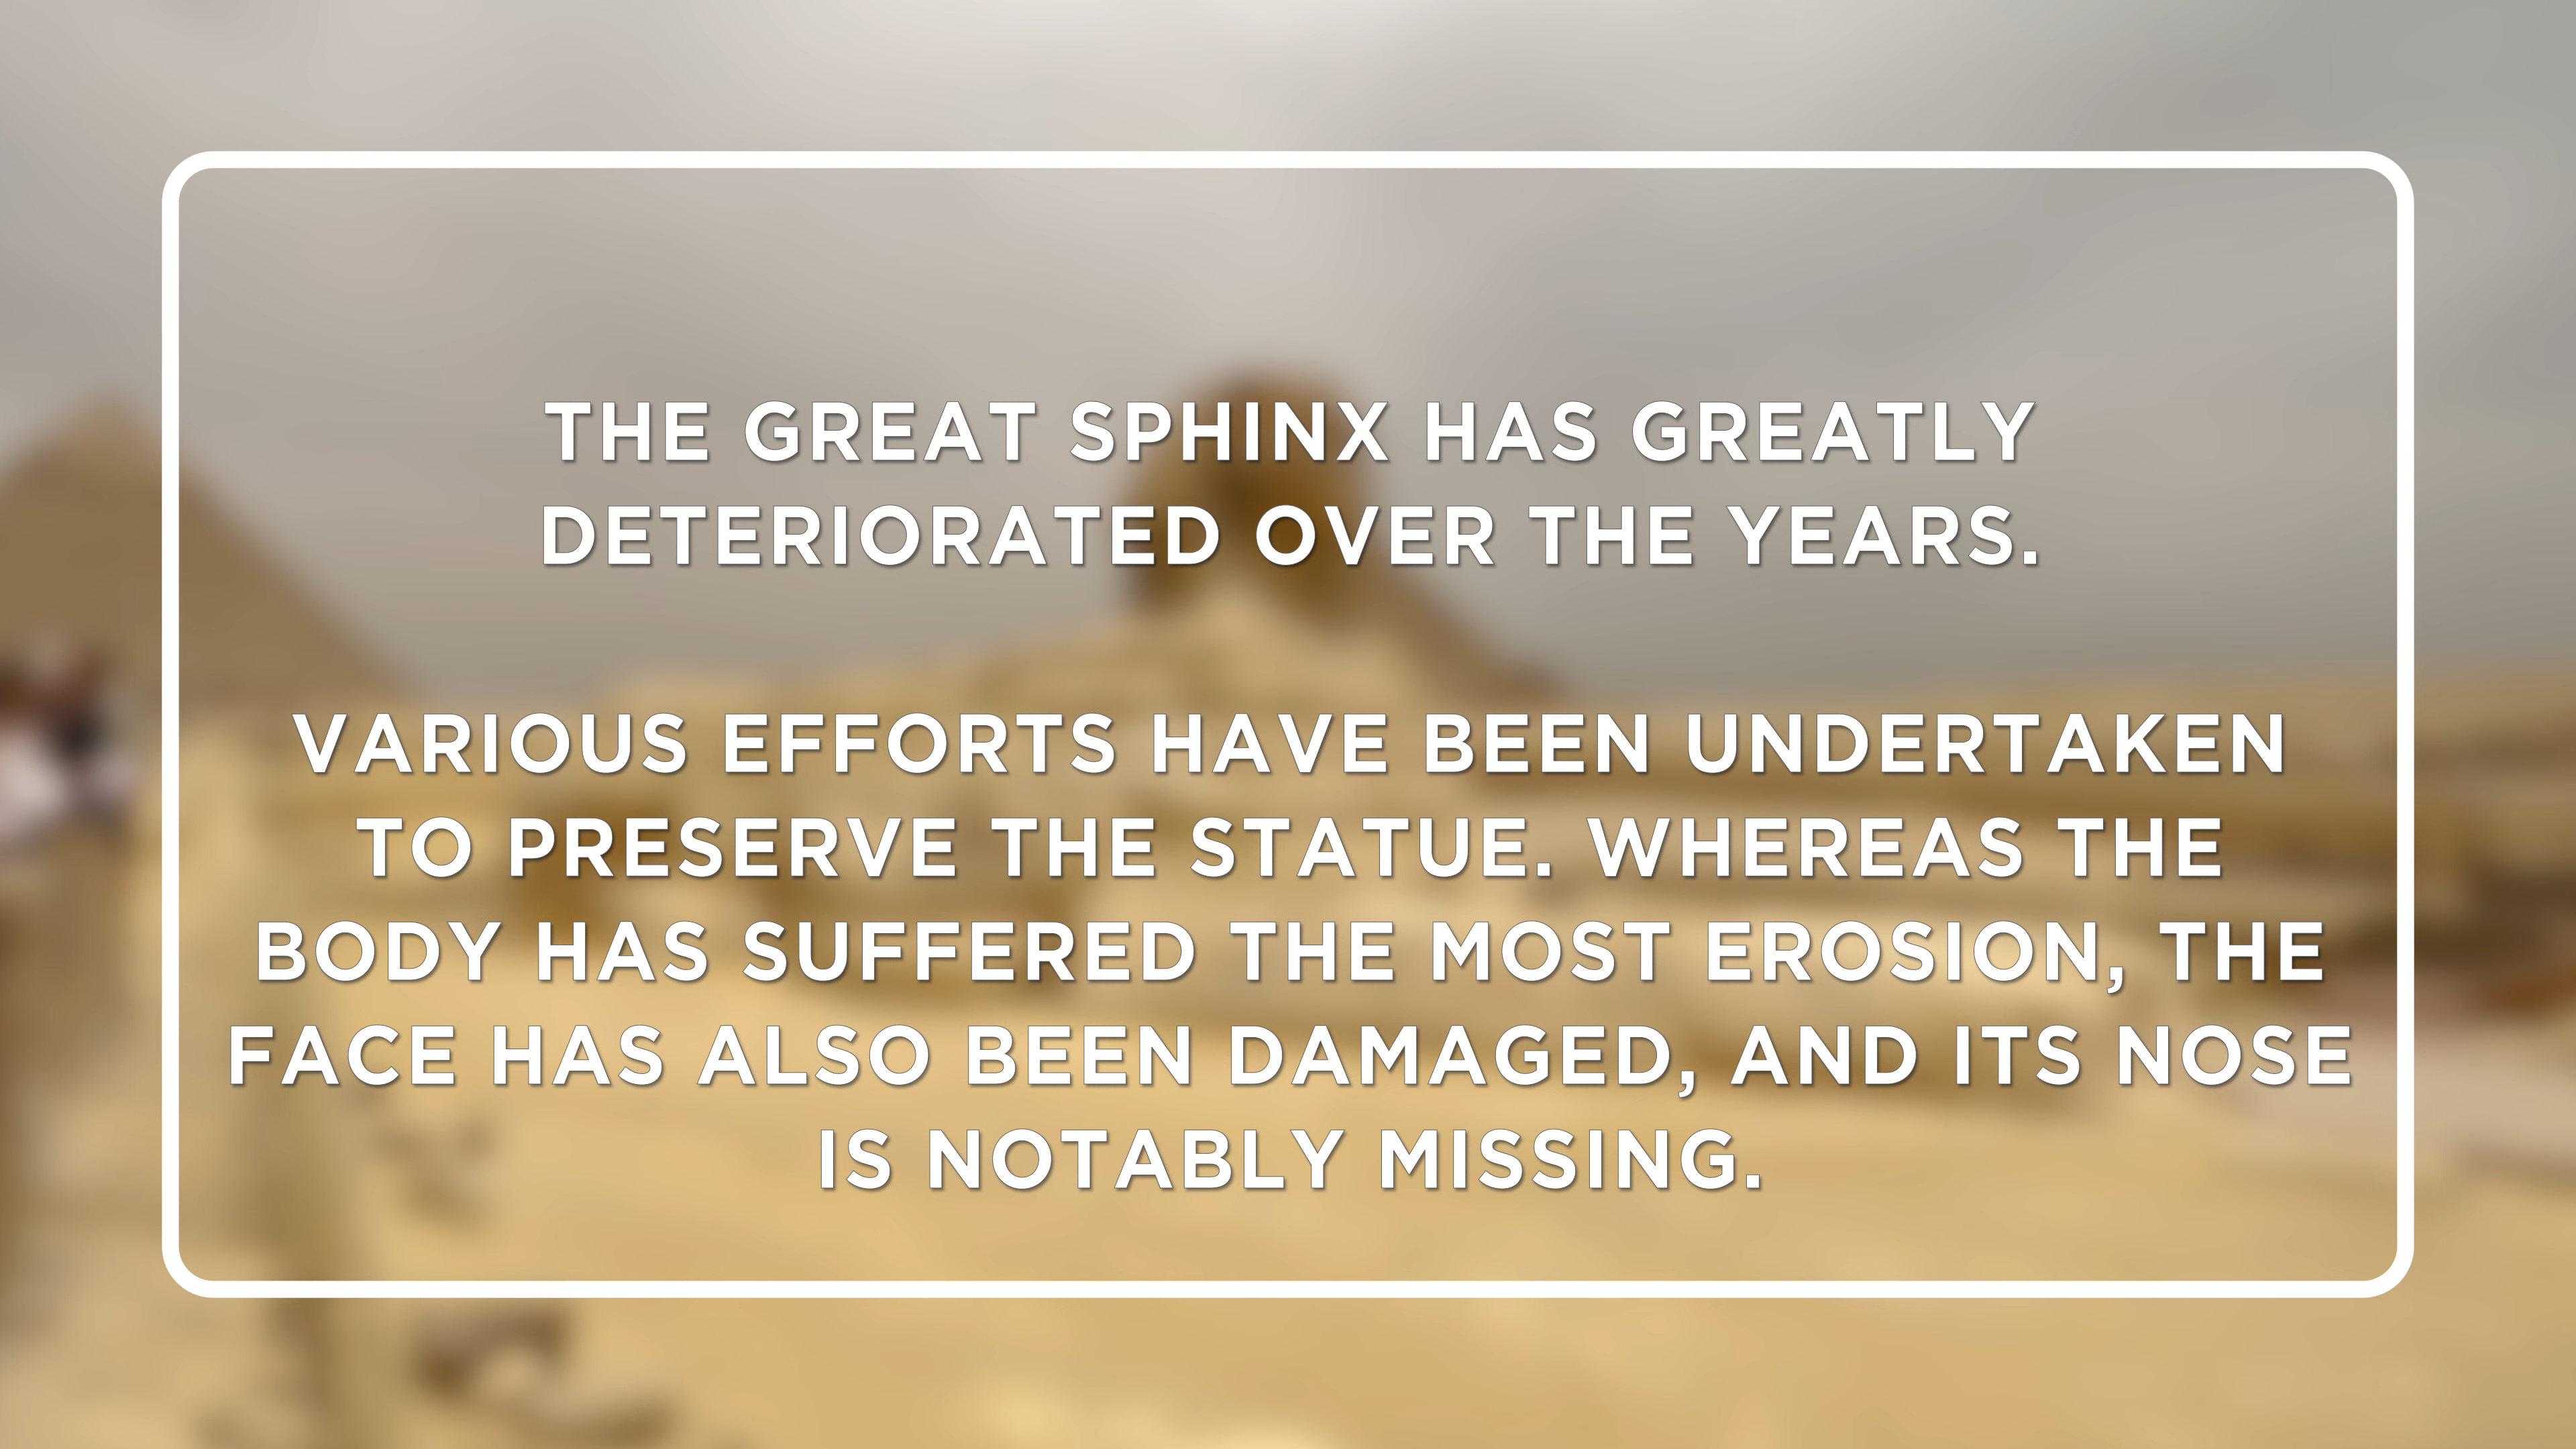 THE GREAT SPHINX HAS GREATLY
DETERIORATED OVER THE YEARS.
VARIOUS EFFORTS HAVE BEEN UNDERTAKEN
TO PRESERVE THE STATUE. WHEREAS THE
BODY HAS SUFFERED THE MOST EROSION, THE
FACE HAS ALSO BEEN DAMAGED, AND ITS NOSE
IS NOTABLY MISSING.